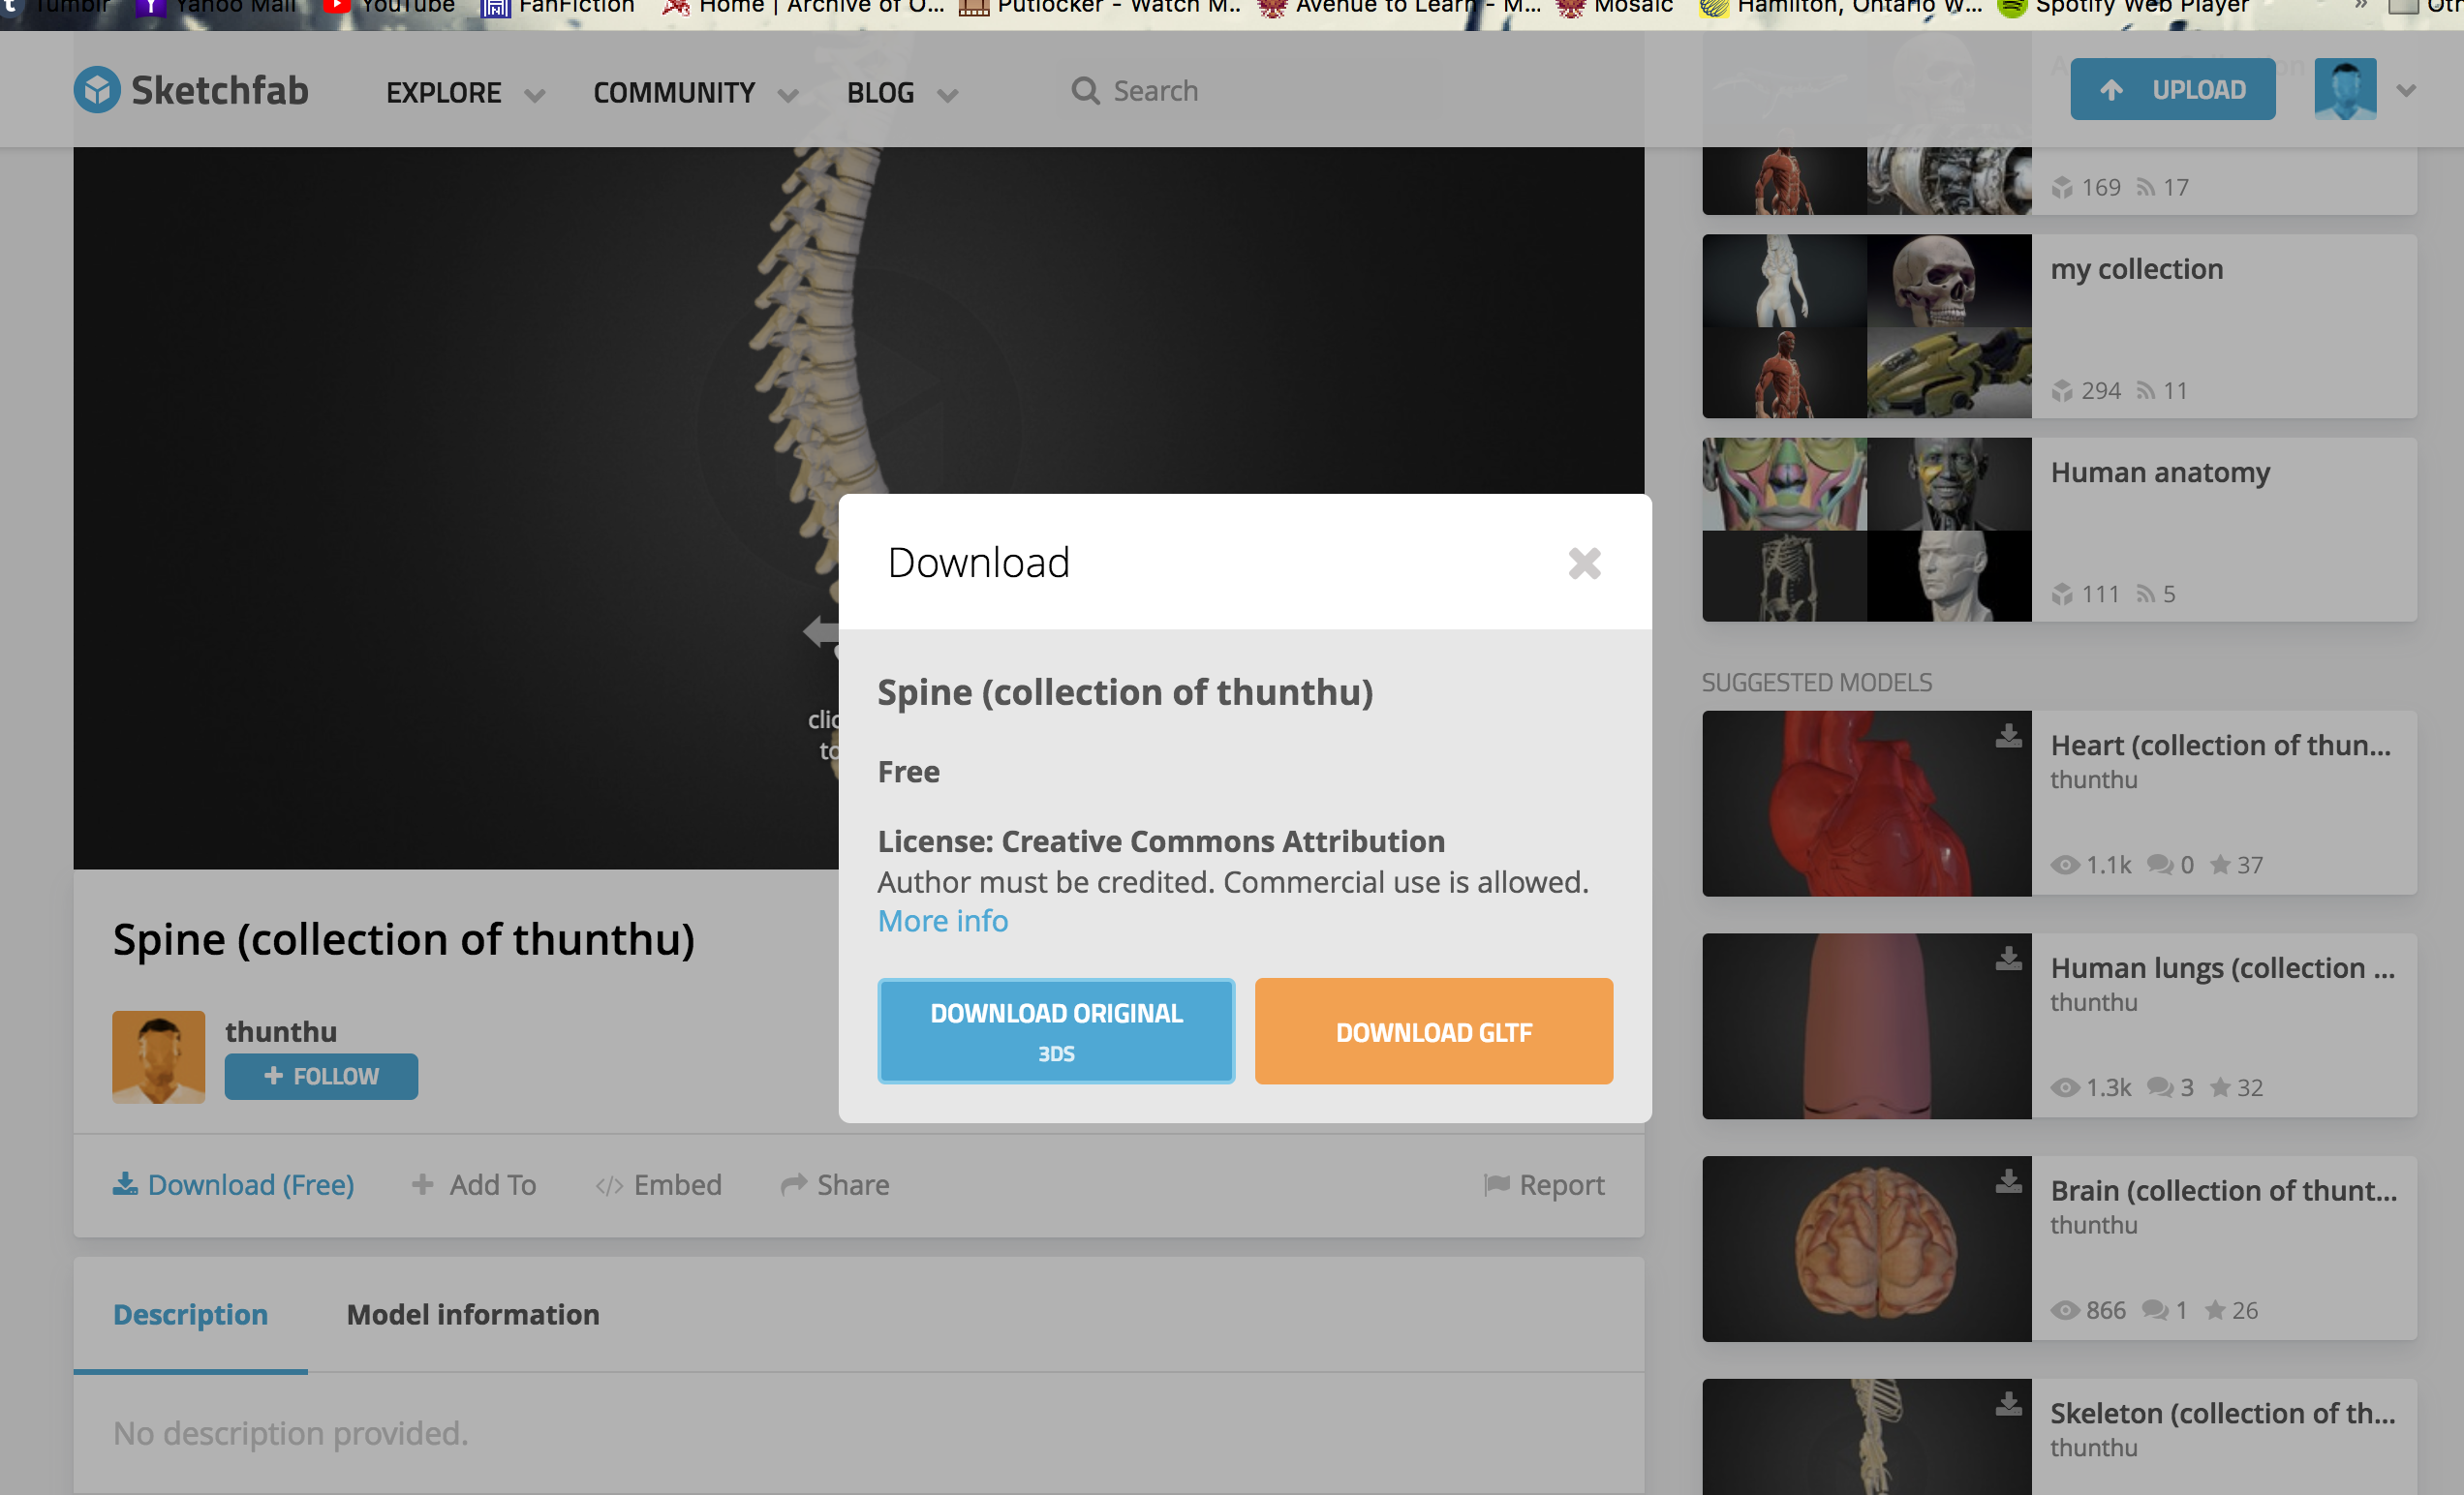 Tumblr Yahoo Mail YouTube FanFiction Home | Archive of O... Putlocker - Watch M... Avenue to Learn - M... Mosaic Hamilton, Ontario W... Spotify Web Player » Oth
Sketchfab EXPLORE COMMUNITY BLOG Search UPLOAD
169 17
my collection
294 11
Human anatomy
111 5
Download
Spine (collection of thunthu)
Free
License: Creative Commons Attribution
Author must be credited. Commercial use is allowed.
More info
DOWNLOAD ORIGINAL
3DS
DOWNLOAD GLTF
clic
to
Spine (collection of thunthu)
thunthu
+ FOLLOW
Download (Free) + Add To </> Embed Share Report
Description Model information
No description provided.
SUGGESTED MODELS
Heart (collection of thun...
thunthu
1.1k 0 37
Human lungs (collection ...
thunthu
1.3k 3 32
Brain (collection of thunt...
thunthu
866 1 26
Skeleton (collection of th...
thunthu